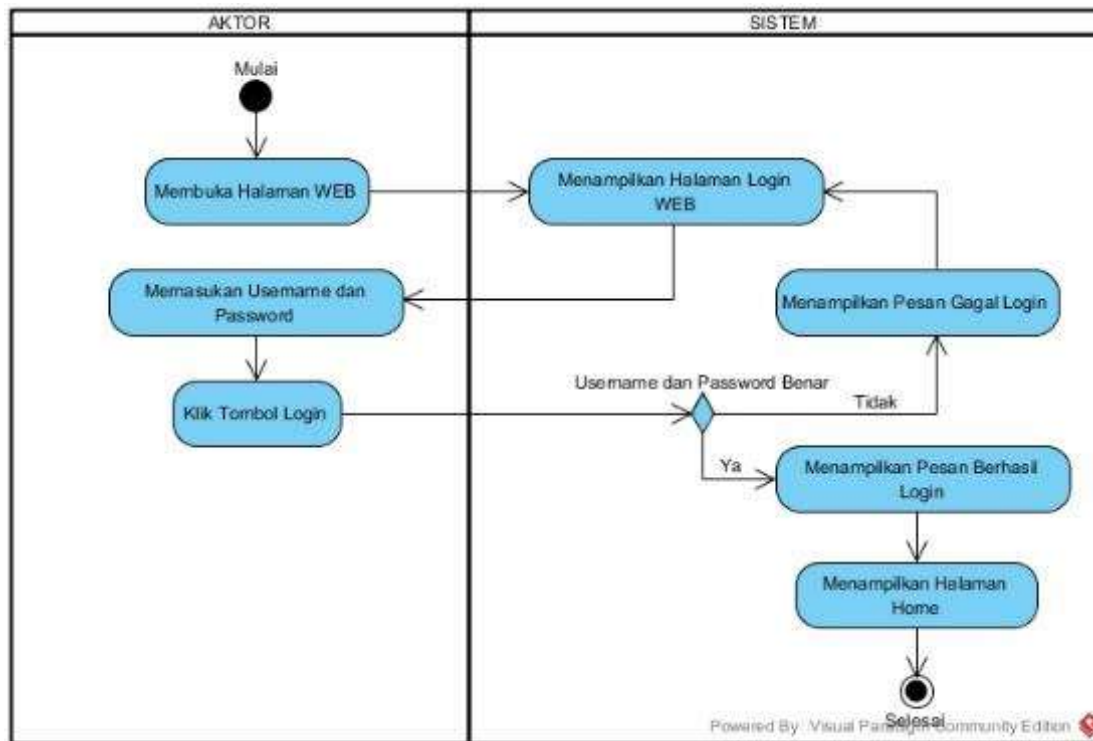 AKTOR
SISTEM
Mulai
Membuka Halaman WEB
Menampilkan Halaman Login
WEB
Memasukan Username dan
Password
Menampilkan Pesan Gagal Login
Klik Tombol Login
Username dan Password Benar
Tidak
Ya
Menampilkan Pesan Berhasil
Login
Menampilkan Halaman
Home
Selesai
Powered By Visual Paradigm Community Edition